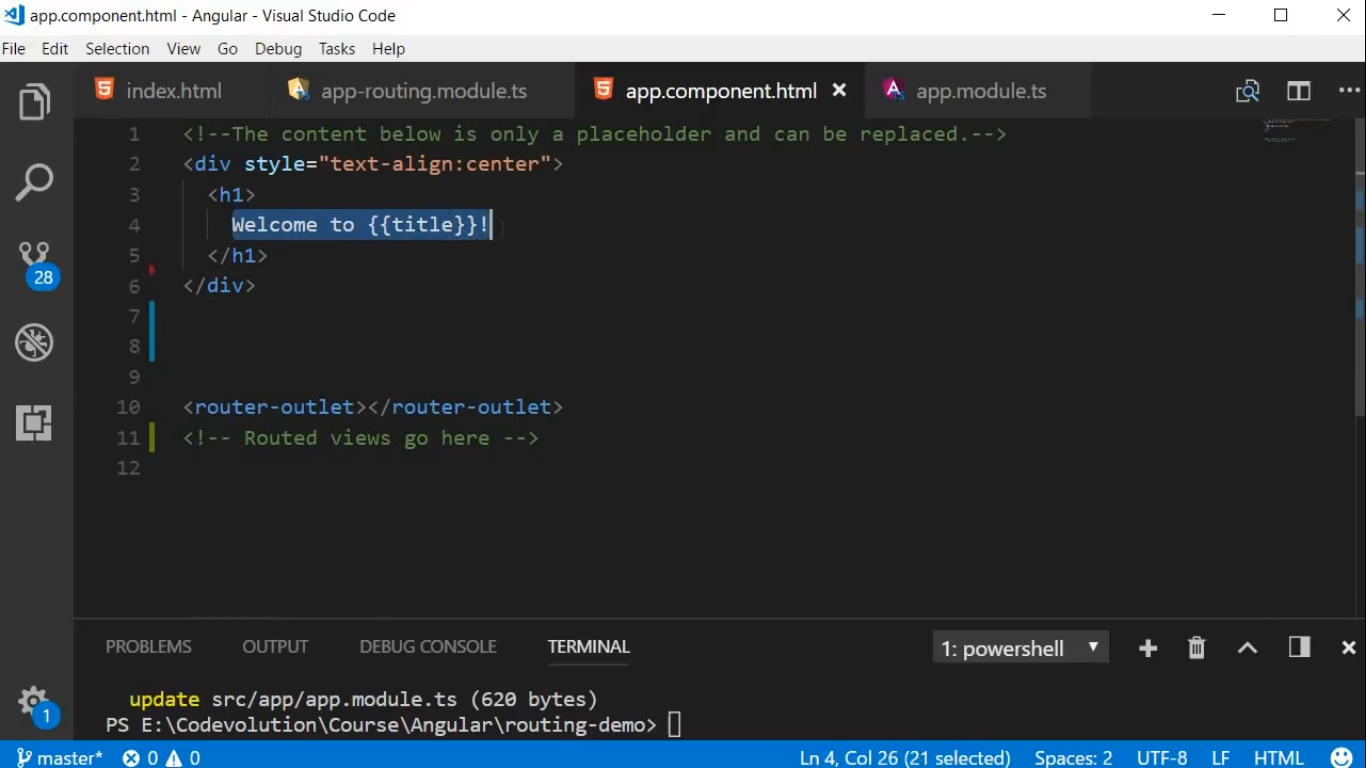 app.component.html - Angular - Visual Studio Code
File Edit Selection View Go Debug Tasks Help
index.html app-routing.module.ts app.component.html app.module.ts
1 <!--The content below is only a placeholder and can be replaced.-->
2 <div style="text-align:center">
3 <h1>
4 Welcome to {{title}}!
5 </h1>
6 </div>
7
8
9
10 <router-outlet></router-outlet>
11 <!-- Routed views go here -->
12
28
PROBLEMS OUTPUT DEBUG CONSOLE TERMINAL 1: powershell
update src/app/app.module.ts (620 bytes)
PS E:\Codevolution\Course\Angular\routing-demo>
1
master* 0 0 Ln 4, Col 26 (21 selected) Spaces: 2 UTF-8 LF HTML